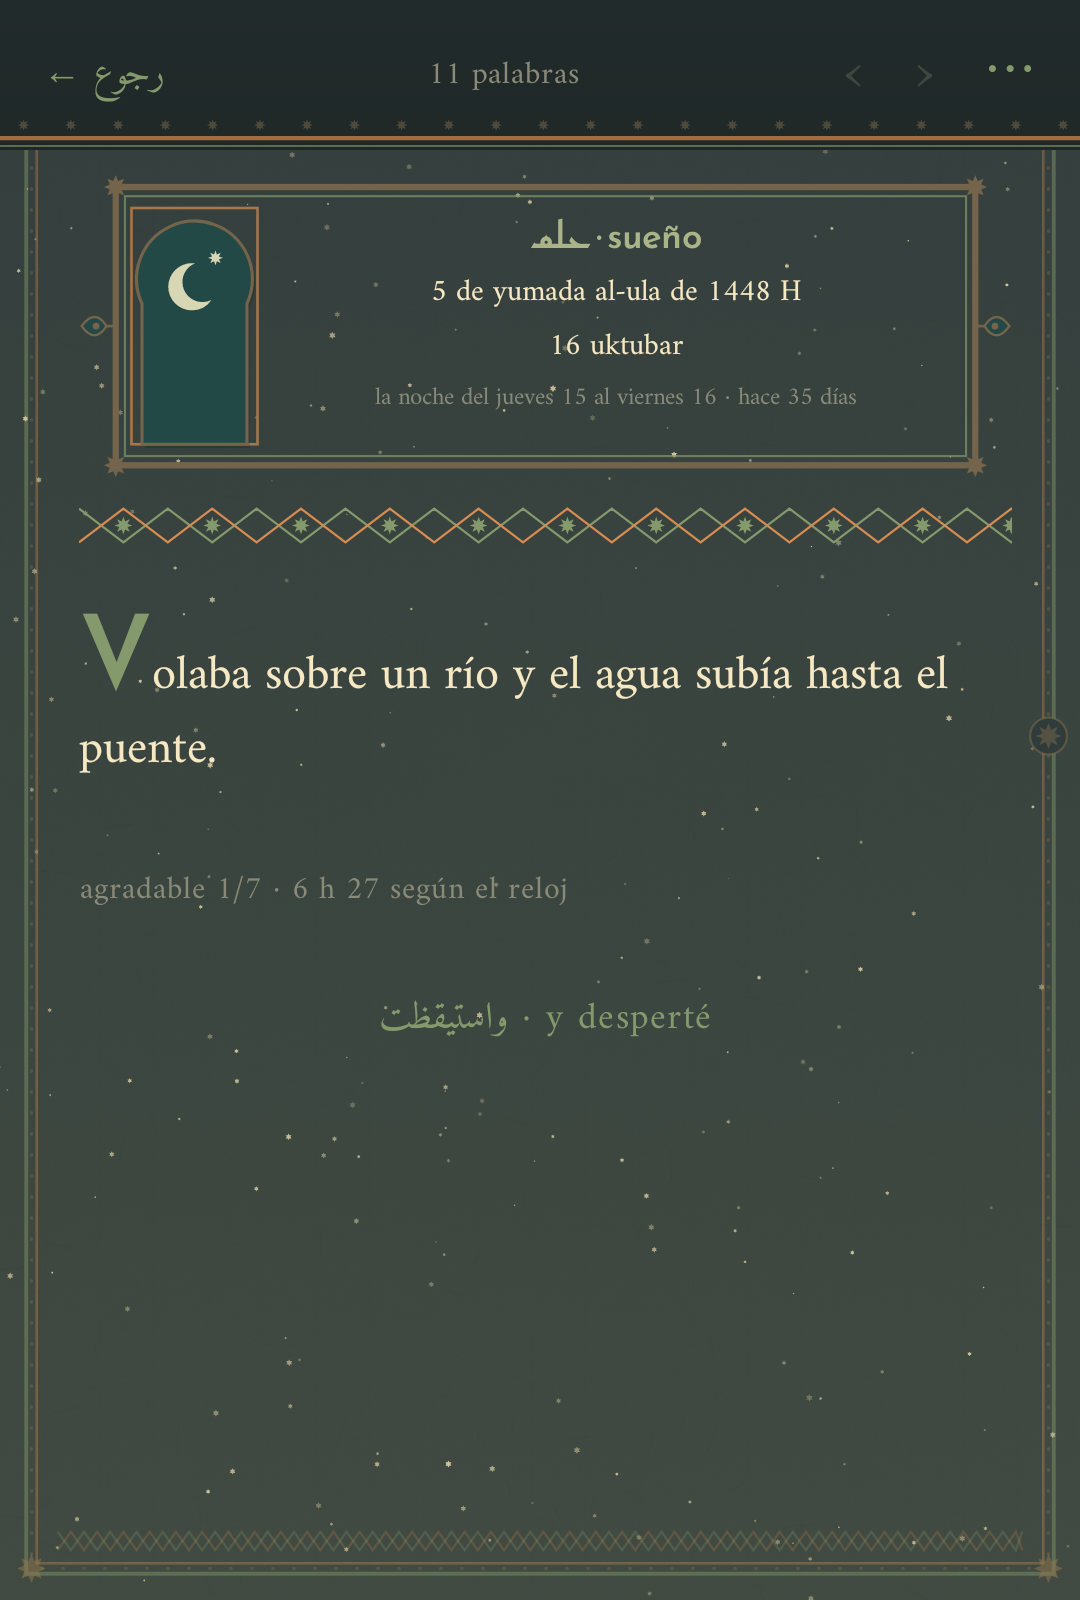 ← رجوع
11 palabras
< > •••
حلم · sueño
5 de yumada al-ula de 1448 H
16 uktubar
la noche del jueves 15 al viernes 16 · hace 35 días
Volaba sobre un río y el agua subía hasta el
puente.
agradable 1/7 · 6 h 27 según el reloj
واستيقظت · y desperté